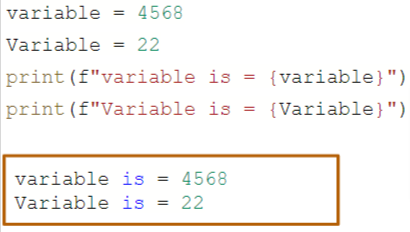 variable = 4568
Variable = 22
print(f"variable is = {variable}")
print(f"Variable is = {Variable}")
variable is = 4568
Variable is = 22